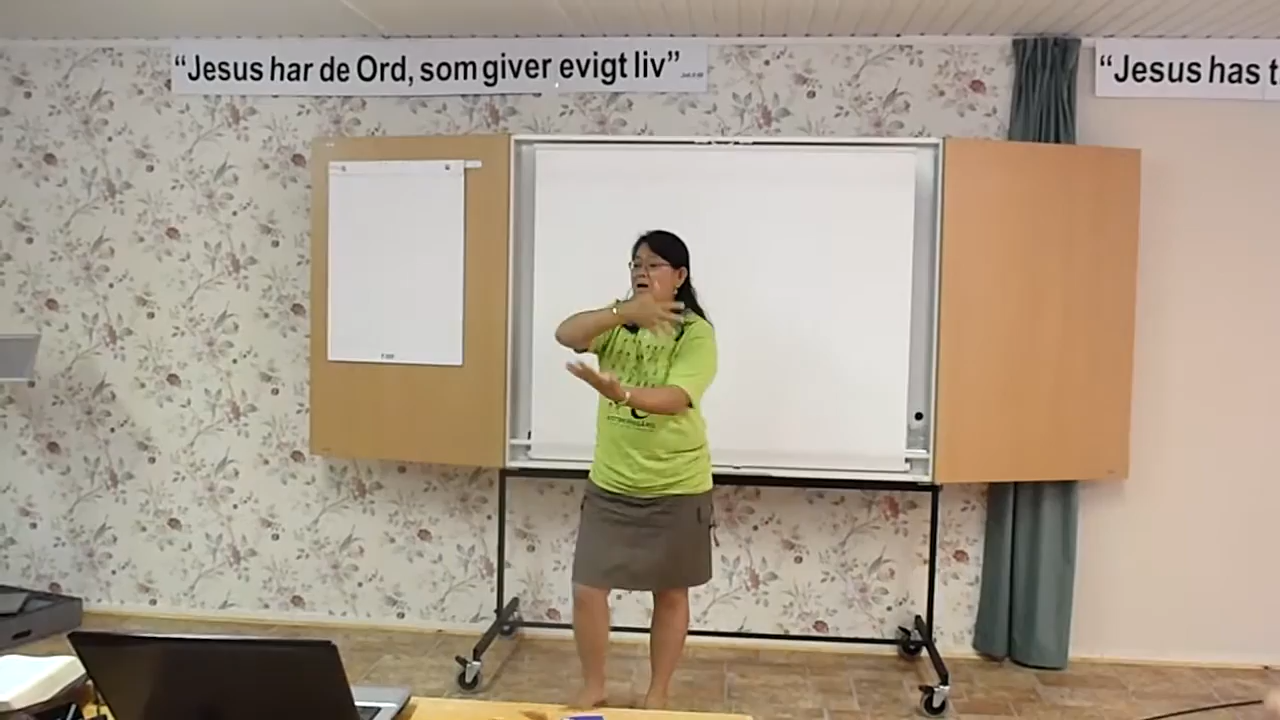 “Jesus har de Ord, som giver evigt liv”
“Jesus has t